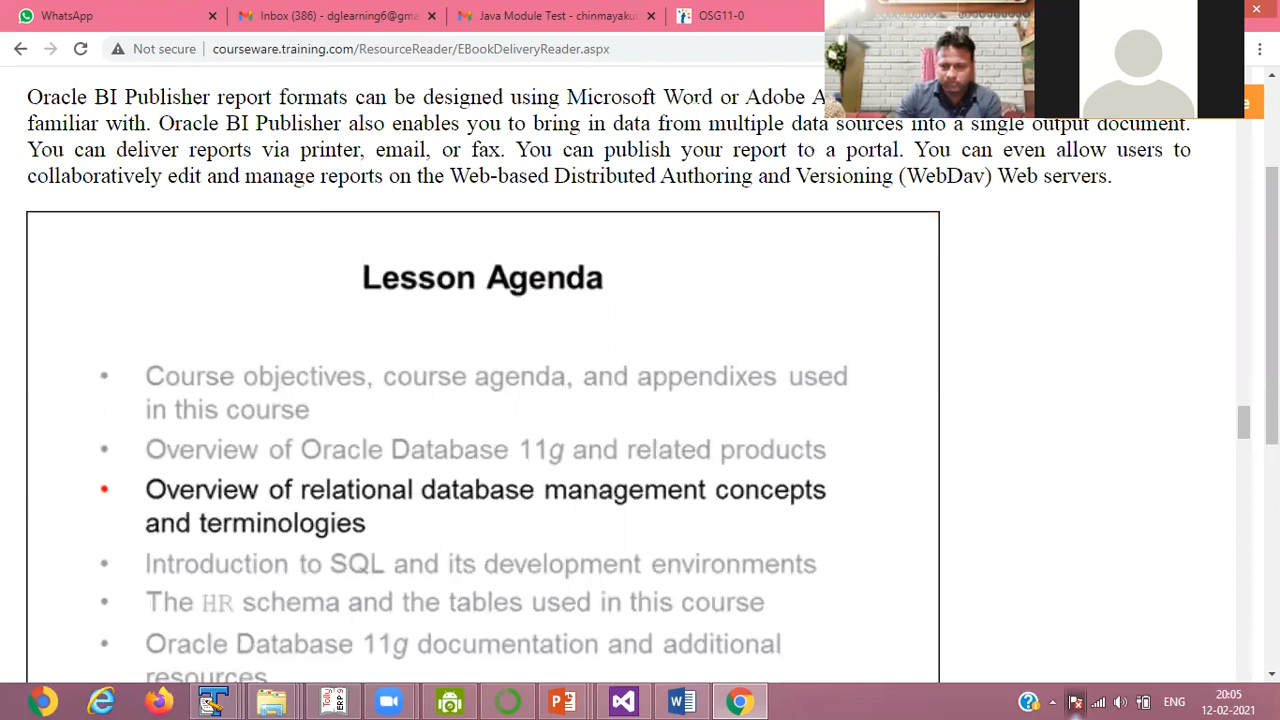 WhatsApp
Inbox(3886) - dglearning6@gma
Java Module Test - chinmayaku
OSG11-0
Not secure
courseware.training.com/ResourceReader/EBookDeliveryReader.aspx
Oracle BI Publisher report formats can be designed using Microsoft Word or Adobe A
familiar with. Oracle BI Publisher also enables you to bring in data from multiple data sources into a single output document.
You can deliver reports via printer, email, or fax. You can publish your report to a portal. You can even allow users to
collaboratively edit and manage reports on the Web-based Distributed Authoring and Versioning (WebDav) Web servers.
Lesson Agenda
• Course objectives, course agenda, and appendixes used
in this course
• Overview of Oracle Database 11g and related products
• Overview of relational database management concepts
and terminologies
• Introduction to SQL and its development environments
• The HR schema and the tables used in this course
• Oracle Database 11g documentation and additional
resources
ENG
20:05
12-02-2021